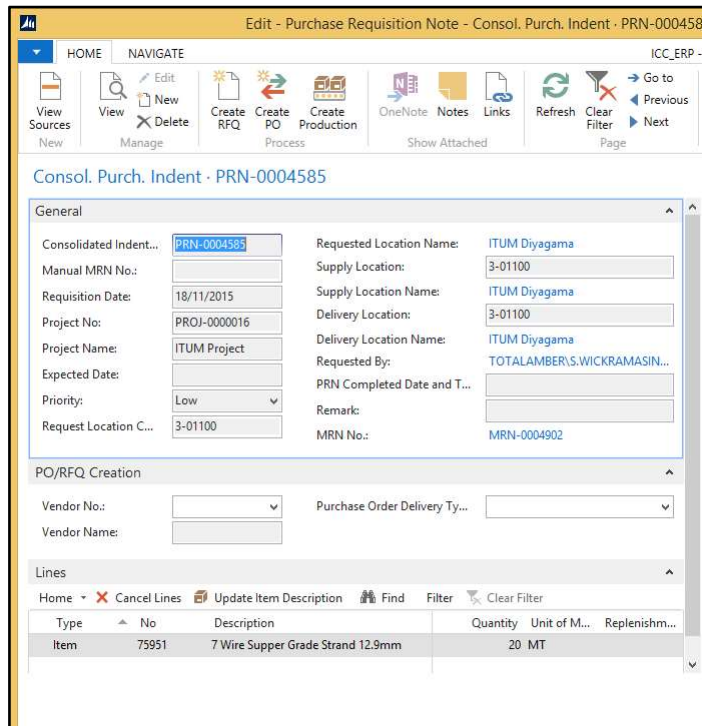 Edit - Purchase Requisition Note - Consol. Purch. Indent · PRN-000458
HOME NAVIGATE ICC_ERP -
View Sources
View
Edit
New
Delete
Create RFQ
Create PO
Create Production
OneNote
Notes
Links
Refresh
Clear Filter
Go to
Previous
Next
New Manage Process Show Attached Page
Consol. Purch. Indent · PRN-0004585
General
Consolidated Indent... PRN-0004585
Manual MRN No.:
Requisition Date: 18/11/2015
Project No: PROJ-0000016
Project Name: ITUM Project
Expected Date:
Priority: Low
Request Location C... 3-01100
Requested Location Name: ITUM Diyagama
Supply Location: 3-01100
Supply Location Name: ITUM Diyagama
Delivery Location: 3-01100
Delivery Location Name: ITUM Diyagama
Requested By: TOTALAMBER\S.WICKRAMASIN...
PRN Completed Date and T...
Remark:
MRN No.: MRN-0004902
PO/RFQ Creation
Vendor No.:
Vendor Name:
Purchase Order Delivery Ty...
Lines
Home Cancel Lines Update Item Description Find Filter Clear Filter
Type No Description Quantity Unit of M... Replenishm...
Item 75951 7 Wire Supper Grade Strand 12.9mm 20 MT